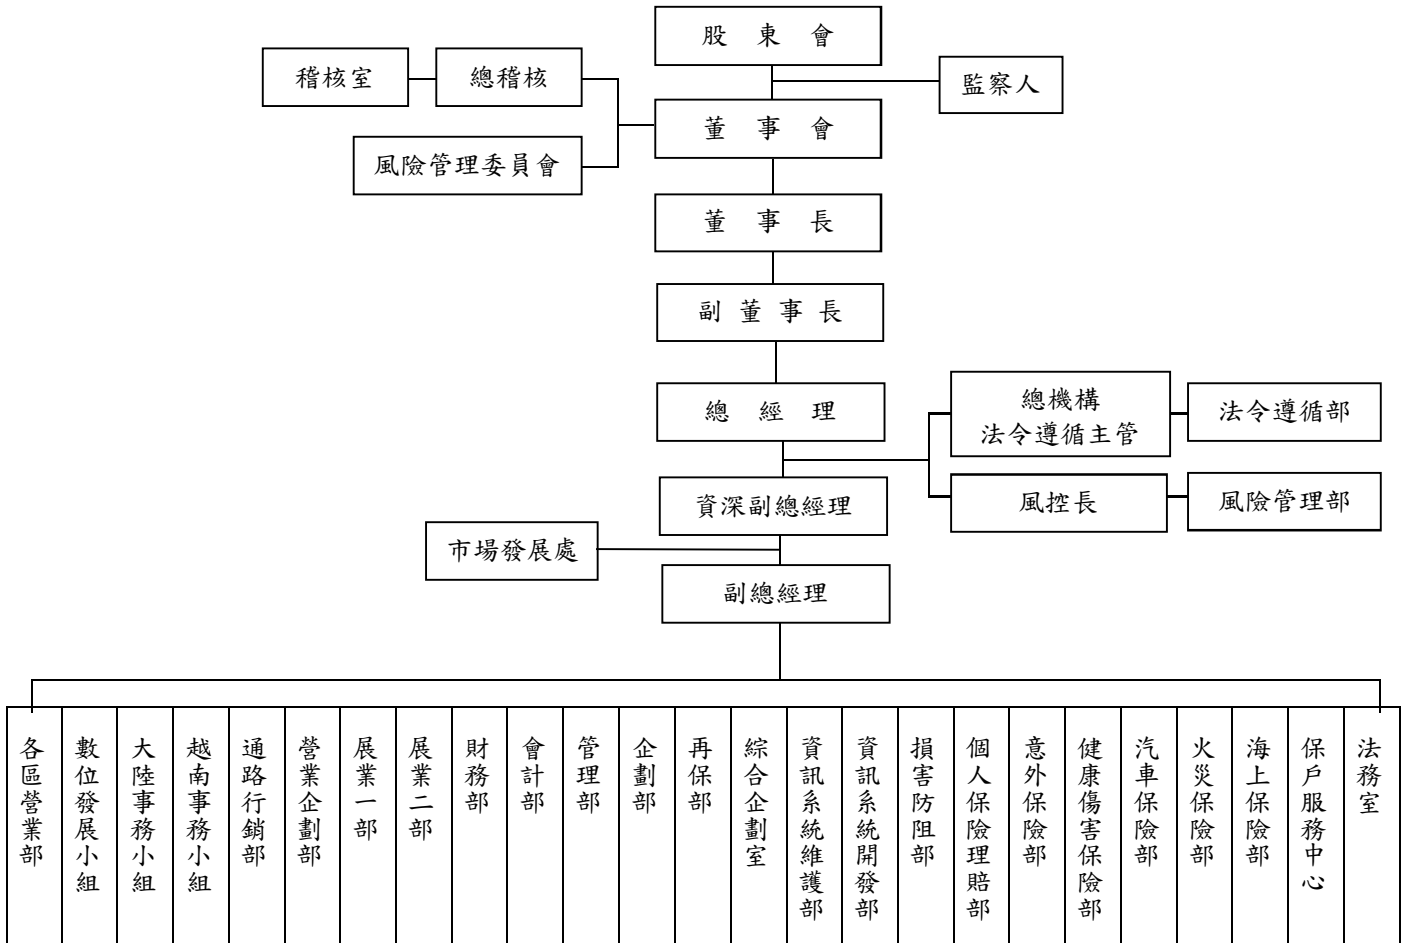 股東會
稽核室
總稽核
監察人
董事會
風險管理委員會
董事長
副董事長
總經理
總機構
法令遵循主管
法令遵循部
資深副總經理
風控長
風險管理部
市場發展處
副總經理
各區營業部
數位發展小組
大陸事務小組
越南事務小組
通路行銷部
營業企劃部
展業一部
展業二部
財務部
會計部
管理部
企劃部
再保部
綜合企劃室
資訊系統維護部
資訊系統開發部
損害防阻部
個人保險理賠部
意外保險部
健康傷害保險部
汽車保險部
火災保險部
海上保險部
保戶服務中心
法務室